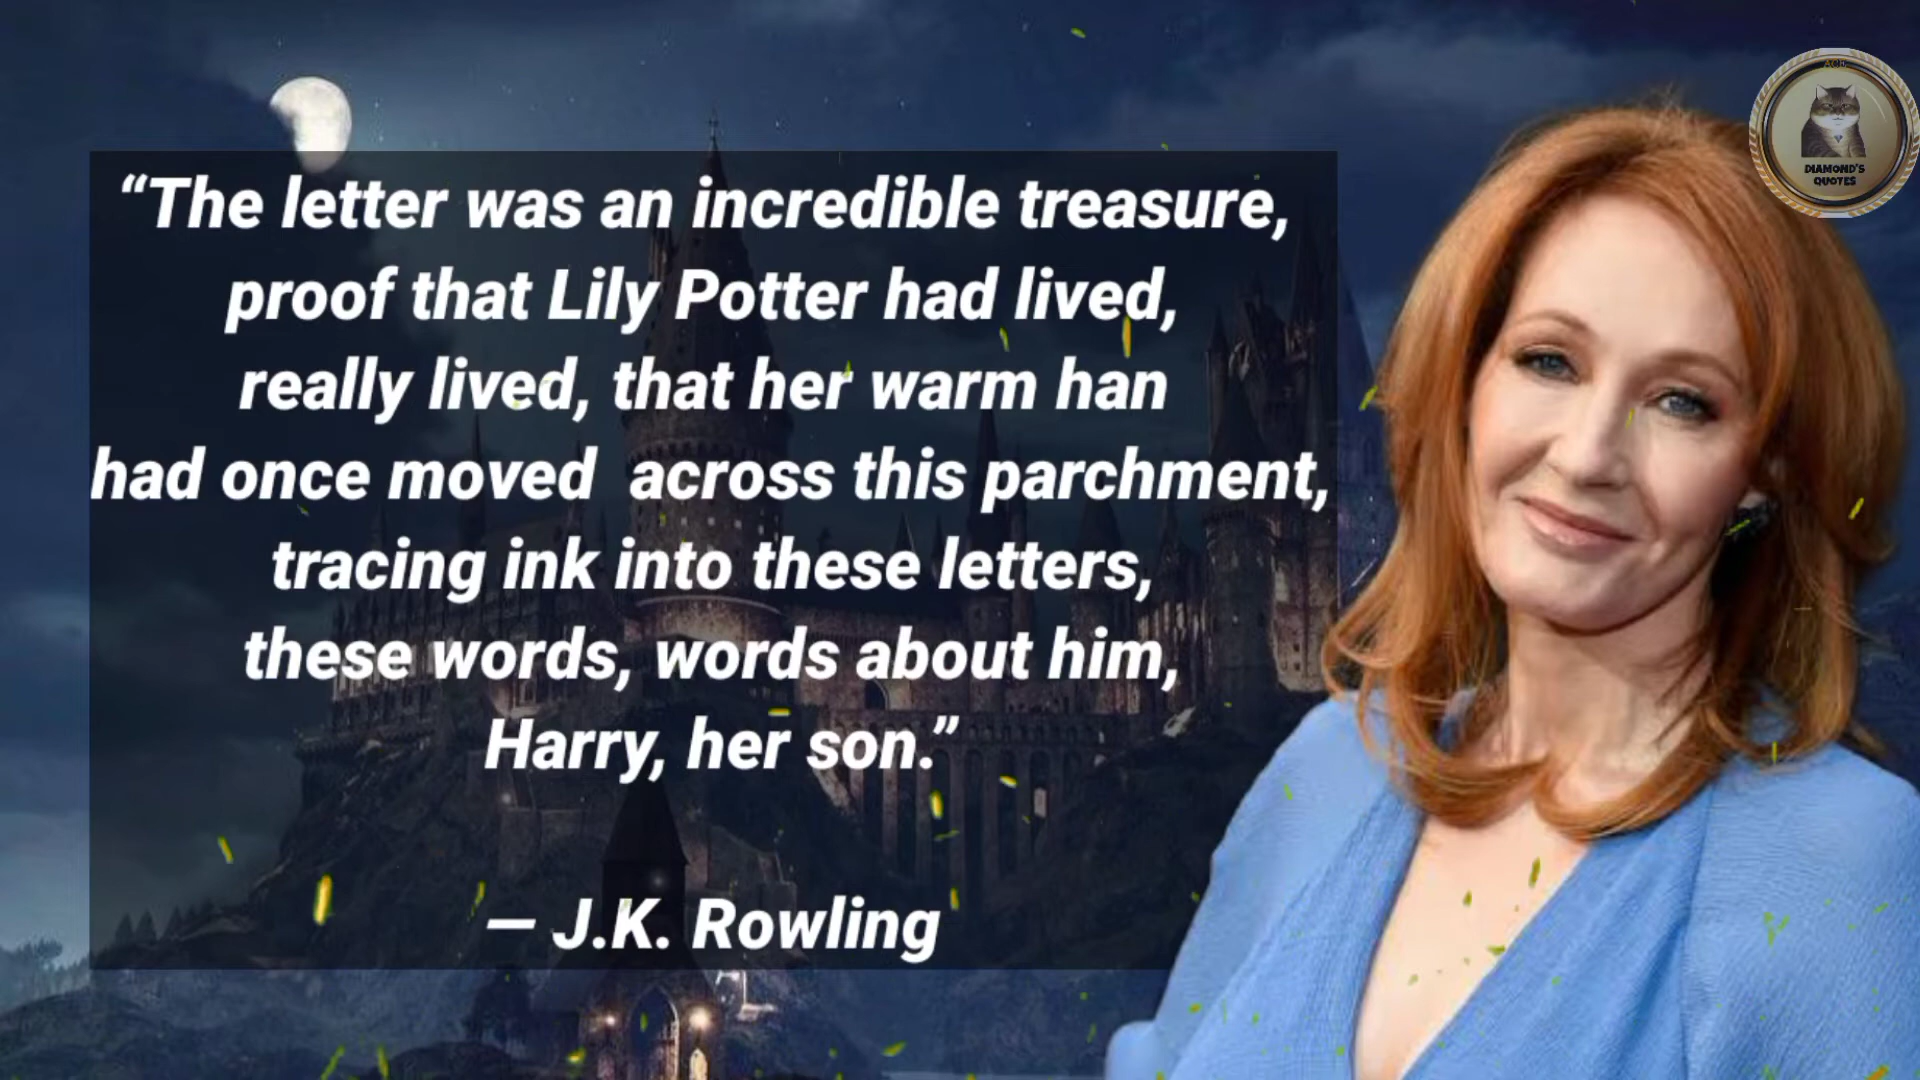 “The letter was an incredible treasure,
proof that Lily Potter had lived,
really lived, that her warm han
had once moved  across this parchment,
tracing ink into these letters,
these words, words about him,
Harry, her son.”
— J.K. Rowling
ACE
DIAMOND'S
QUOTES